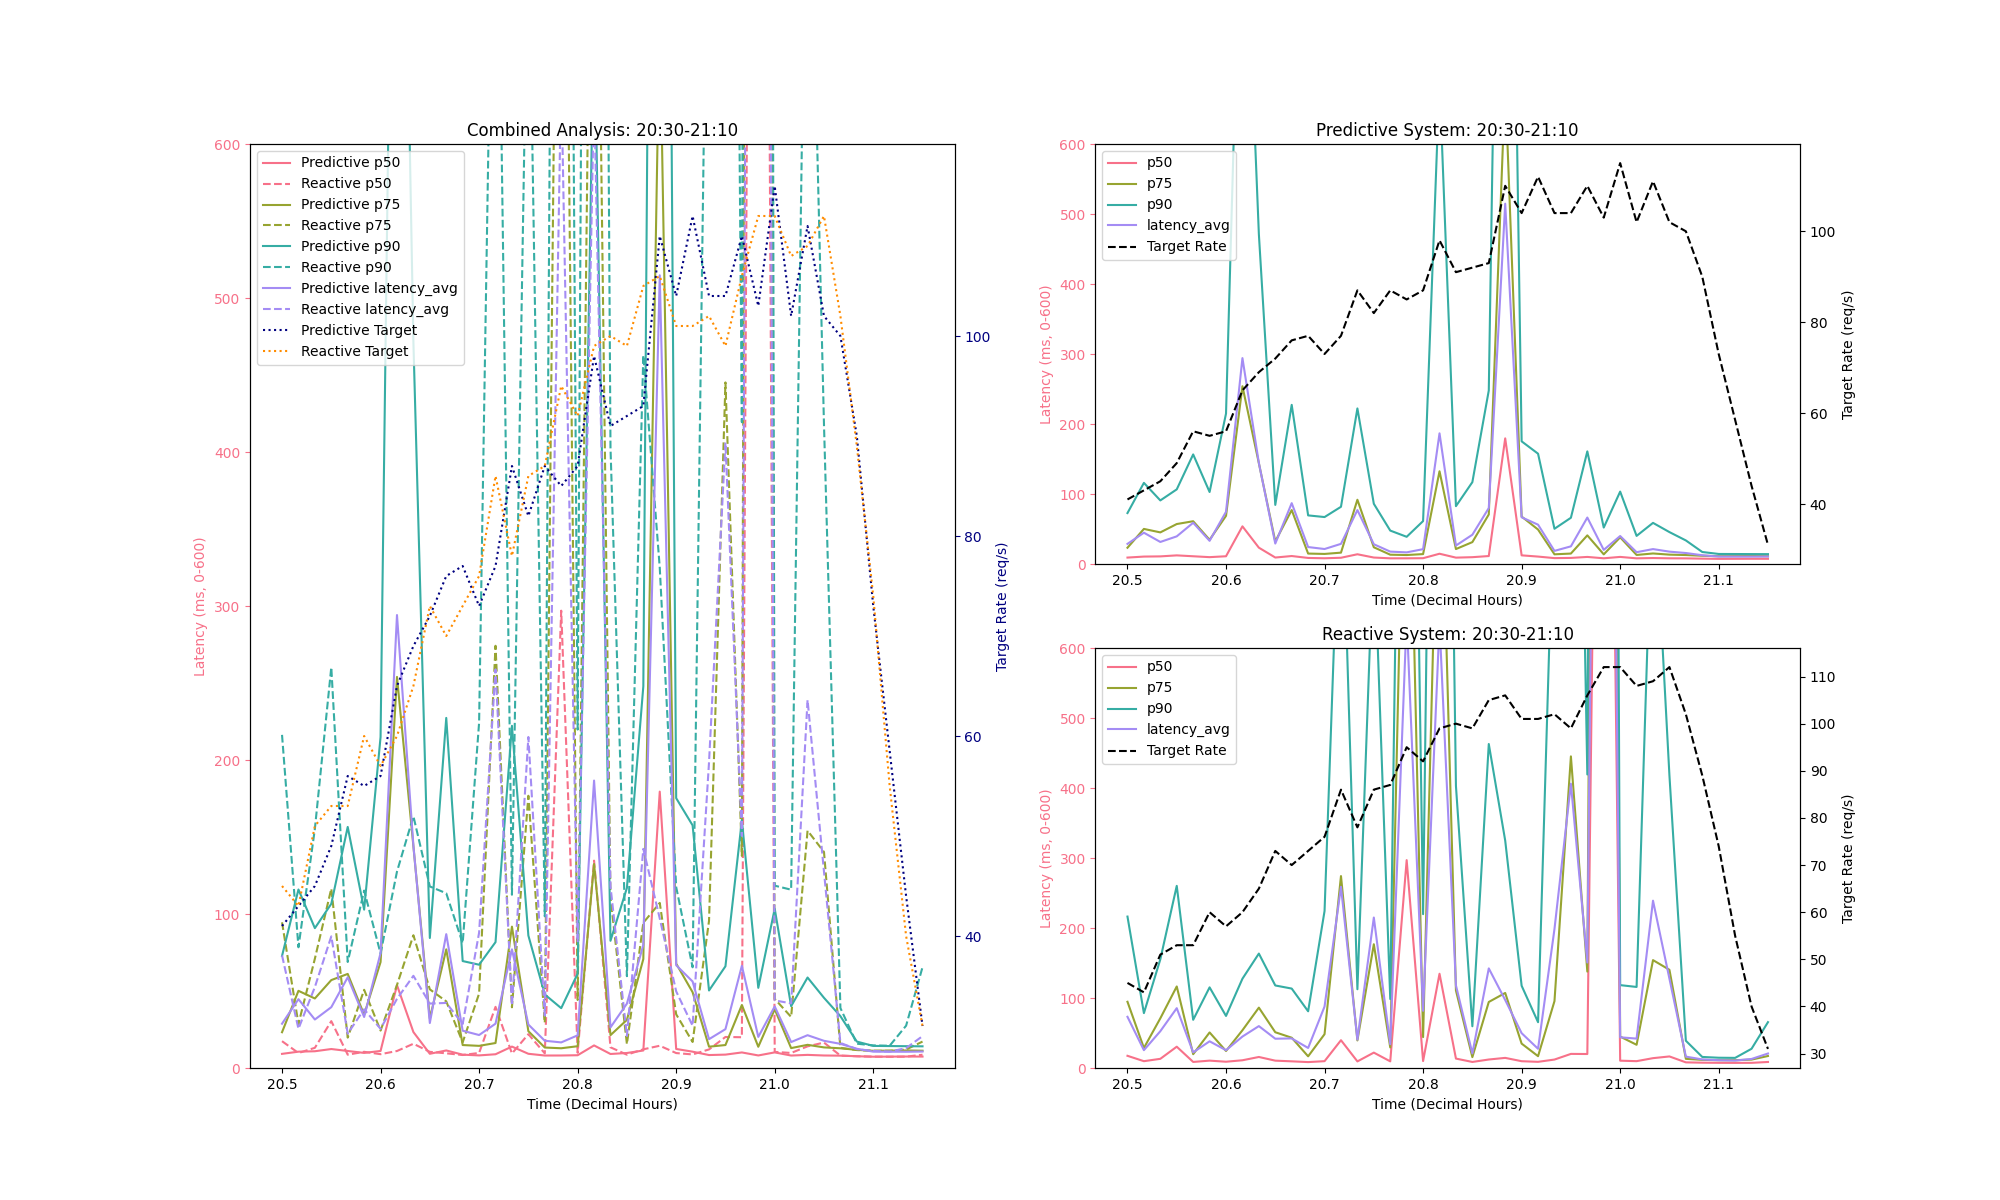 Combined Analysis: 20:30-21:10
600
500
400
300
200
100
0
Latency (ms, 0-600)
Predictive p50
Reactive p50
Predictive p75
Reactive p75
Predictive p90
Reactive p90
Predictive latency_avg
Reactive latency_avg
Predictive Target
Reactive Target
100
80
60
40
Target Rate (req/s)
20.5 20.6 20.7 20.8 20.9 21.0 21.1
Time (Decimal Hours)
Predictive System: 20:30-21:10
600
500
400
300
200
100
0
Latency (ms, 0-600)
p50
p75
p90
latency_avg
Target Rate
100
80
60
40
Target Rate (req/s)
20.5 20.6 20.7 20.8 20.9 21.0 21.1
Time (Decimal Hours)
Reactive System: 20:30-21:10
600
500
400
300
200
100
0
Latency (ms, 0-600)
p50
p75
p90
latency_avg
Target Rate
110
100
90
80
70
60
50
40
30
Target Rate (req/s)
20.5 20.6 20.7 20.8 20.9 21.0 21.1
Time (Decimal Hours)